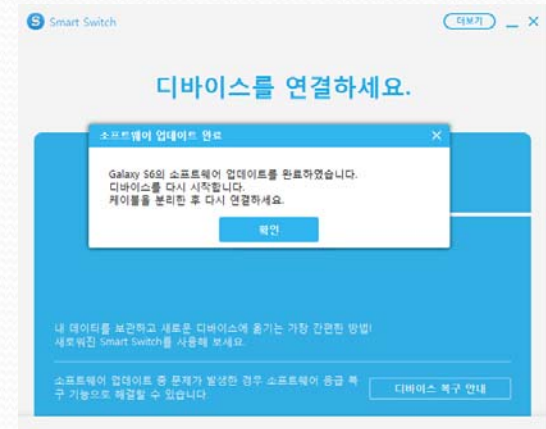 Smart Switch
더보기
디바이스를 연결하세요.
소프트웨어 업데이트 완료
Galaxy S6의 소프트웨어 업데이트를 완료하였습니다.
디바이스를 다시 시작합니다.
케이블을 분리한 후 다시 연결하세요.
확인
내 데이터를 보관하고 새로운 디바이스에 옮기는 가장 간편한 방법!
새로워진 Smart Switch를 사용해 보세요.
소프트웨어 업데이트 중 문제가 발생한 경우 소프트웨어 응급 복
구 기능으로 해결할 수 있습니다.
디바이스 복구 안내